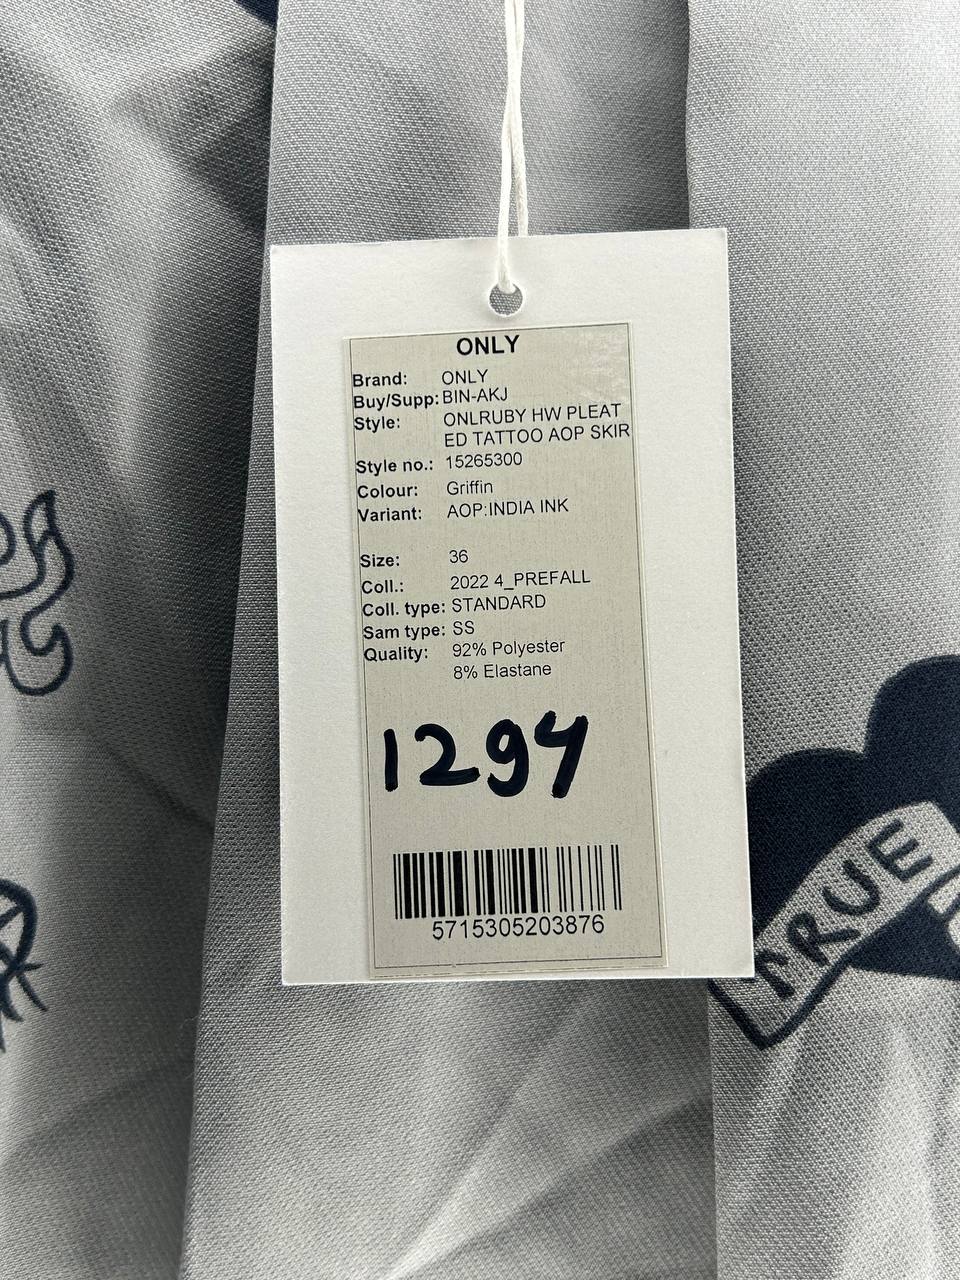 ONLY
Brand: ONLY
Buy/Supp: BIN-AKJ
Style: ONLRUBY HW PLEAT
ED TATTOO AOP SKIR
Style no.: 15265300
Colour: Griffin
Variant: AOP:INDIA INK
Size: 36
Coll.: 2022 4_PREFALL
Coll. type: STANDARD
Sam type: SS
Quality: 92% Polyester
8% Elastane
1294
5715305203876
TRUE